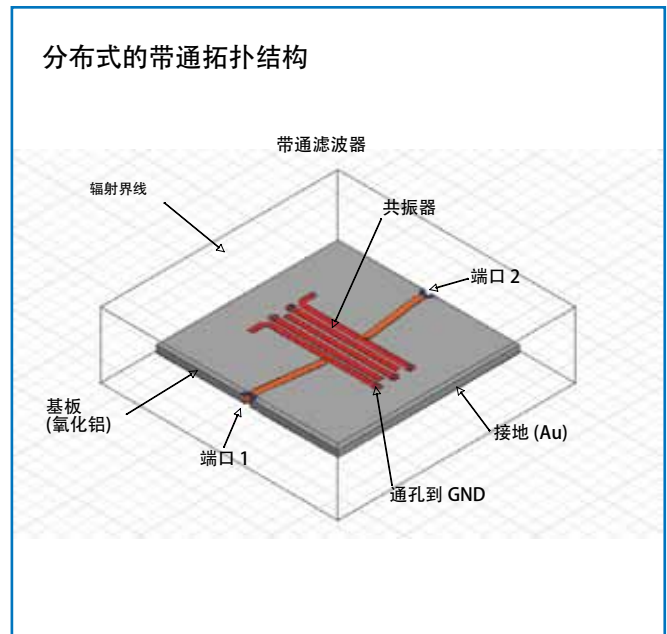 分布式的带通拓扑结构
带通滤波器
辐射界线
共振器
端口 2
基板
(氧化铝)
端口 1
接地 (Au)
通孔到 GND